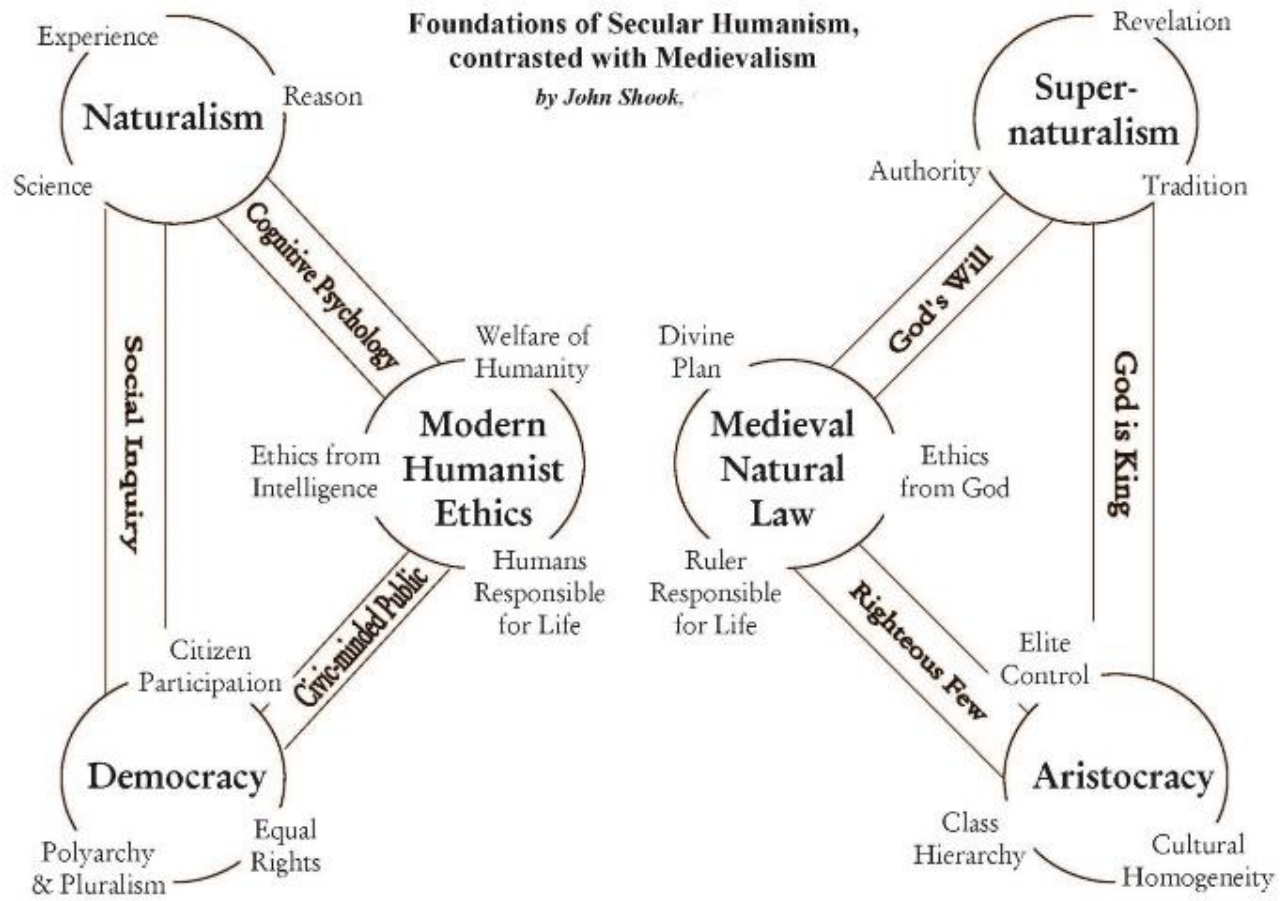 Foundations of Secular Humanism,
contrasted with Medievalism
by John Shook.
Experience
Reason
Naturalism
Science
Cognitive Psychology
Social Inquiry
Welfare of
Humanity
Modern
Humanist
Ethics
Ethics from
Intelligence
Humans
Responsible
for Life
Civic-minded Public
Citizen
Participation
Democracy
Equal
Rights
Polyarchy
& Pluralism
Revelation
Super-
naturalism
Authority
Tradition
God's Will
God is King
Divine
Plan
Medieval
Natural
Law
Ethics
from God
Ruler
Responsible
for Life
Righteous Few
Elite
Control
Aristocracy
Class
Hierarchy
Cultural
Homogeneity